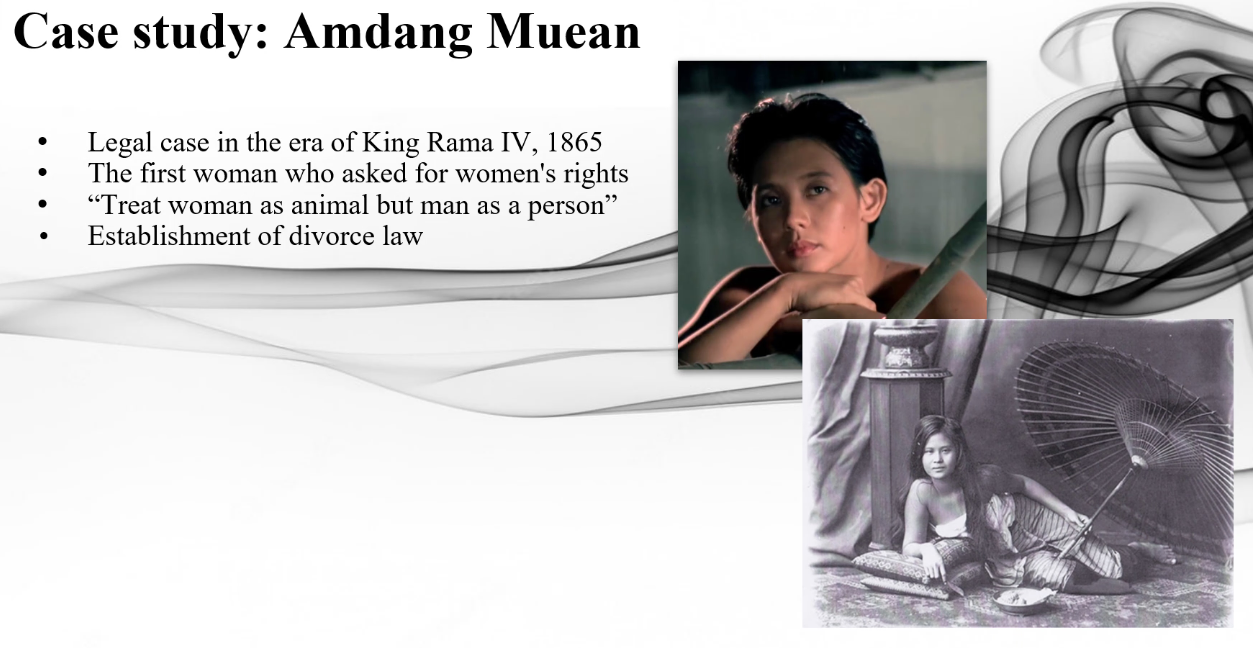 Case study: Amdang Muean
• Legal case in the era of King Rama IV, 1865
• The first woman who asked for women's rights
• “Treat woman as animal but man as a person”
• Establishment of divorce law